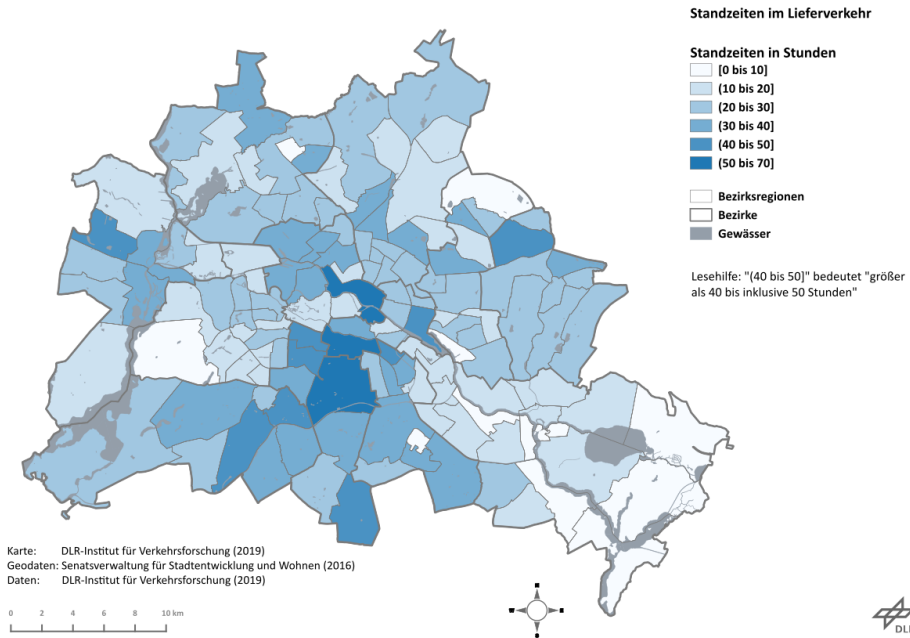 Standzeiten im Lieferverkehr
Standzeiten in Stunden
[0 bis 10]
(10 bis 20]
(20 bis 30]
(30 bis 40]
(40 bis 50]
(50 bis 70]
Bezirksregionen
Bezirke
Gewässer
Lesehilfe: "(40 bis 50]" bedeutet "größer
als 40 bis inklusive 50 Stunden"
Karte: DLR-Institut für Verkehrsforschung (2019)
Geodaten: Senatsverwaltung für Stadtentwicklung und Wohnen (2016)
Daten: DLR-Institut für Verkehrsforschung (2019)
0 2 4 6 8 10 km
DLR